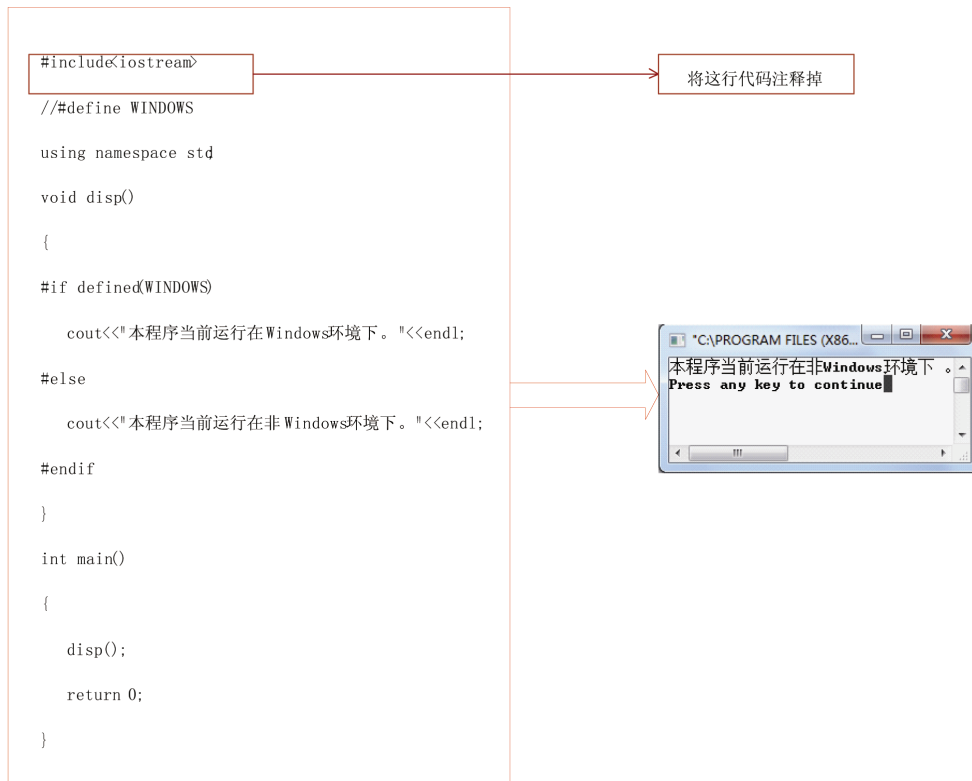 #include<iostream>
将这行代码注释掉
//#define WINDOWS
using namespace std;
void disp()
{
#if defined(WINDOWS)
cout<<"本程序当前运行在Windows环境下。"<<endl;
#else
cout<<"本程序当前运行在非Windows环境下。"<<endl;
#endif
}
int main()
{
disp();
return 0;
}
"C:\PROGRAM FILES (X86...
本程序当前运行在非Windows环境下。
Press any key to continue